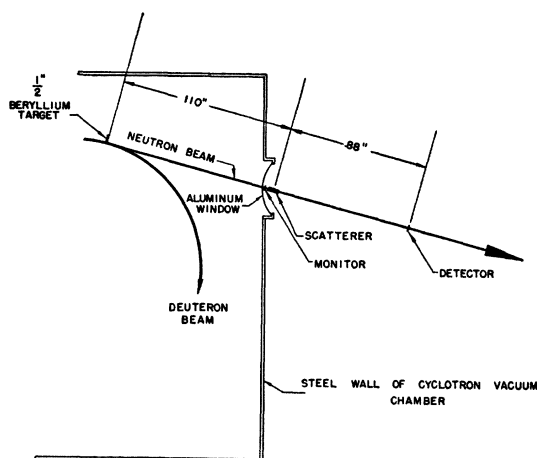 1/2"
BERYLLIUM
TARGET
110"
88"
NEUTRON BEAM
ALUMINUM
WINDOW
SCATTERER
MONITOR
DETECTOR
DEUTERON
BEAM
STEEL WALL OF CYCLOTRON VACUUM
CHAMBER